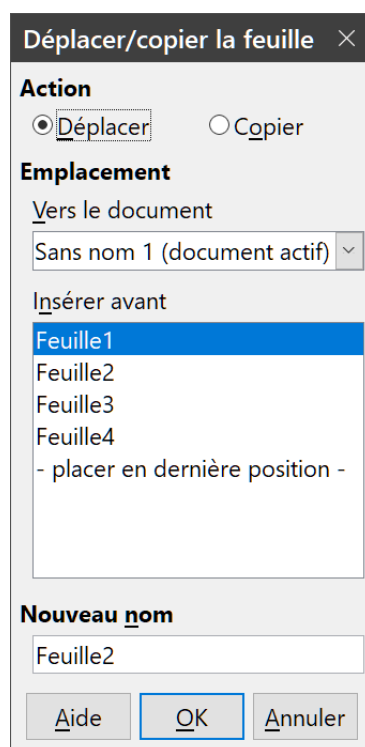 Déplacer/copier la feuille
Action
Déplacer Copier
Emplacement
Vers le document
Sans nom 1 (document actif)
Insérer avant
Feuille1
Feuille2
Feuille3
Feuille4
- placer en dernière position -
Nouveau nom
Feuille2
Aide OK Annuler